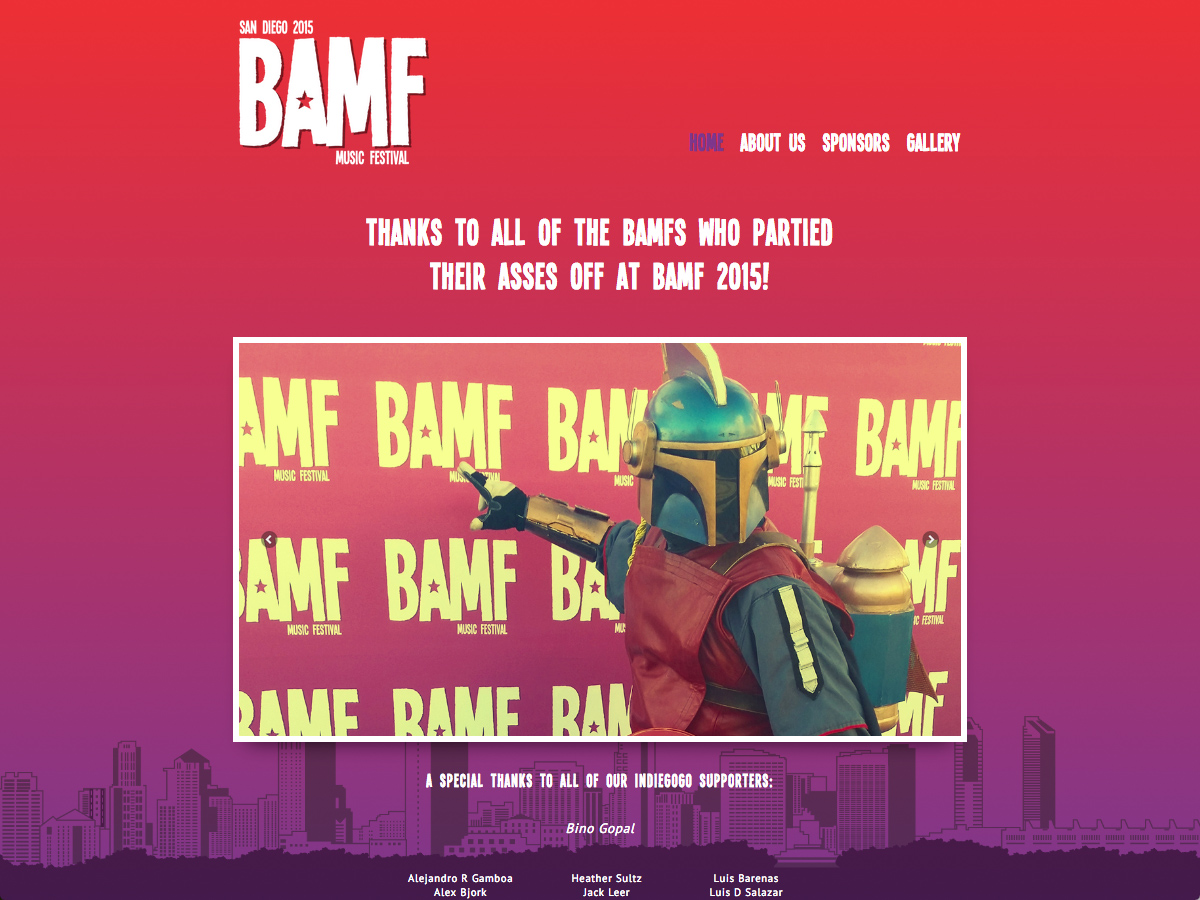 SAN DIEGO 2015
BAMF
MUSIC FESTIVAL
HOME ABOUT US SPONSORS GALLERY
THANKS TO ALL OF THE BAMFS WHO PARTIED
THEIR ASSES OFF AT BAMF 2015!
BAMF BAMF BAMF BAMF
MUSIC FESTIVAL MUSIC FESTIVAL MUSIC FESTIVAL
BAMF BAMF BAMF
MUSIC FESTIVAL MUSIC FESTIVAL
BAMF BAMF BAMF
A SPECIAL THANKS TO ALL OF OUR INDIEGOGO SUPPORTERS:
Bino Gopal
Alejandro R Gamboa Heather Sultz Luis Barenas
Alex Bjork Jack Leer Luis D Salazar